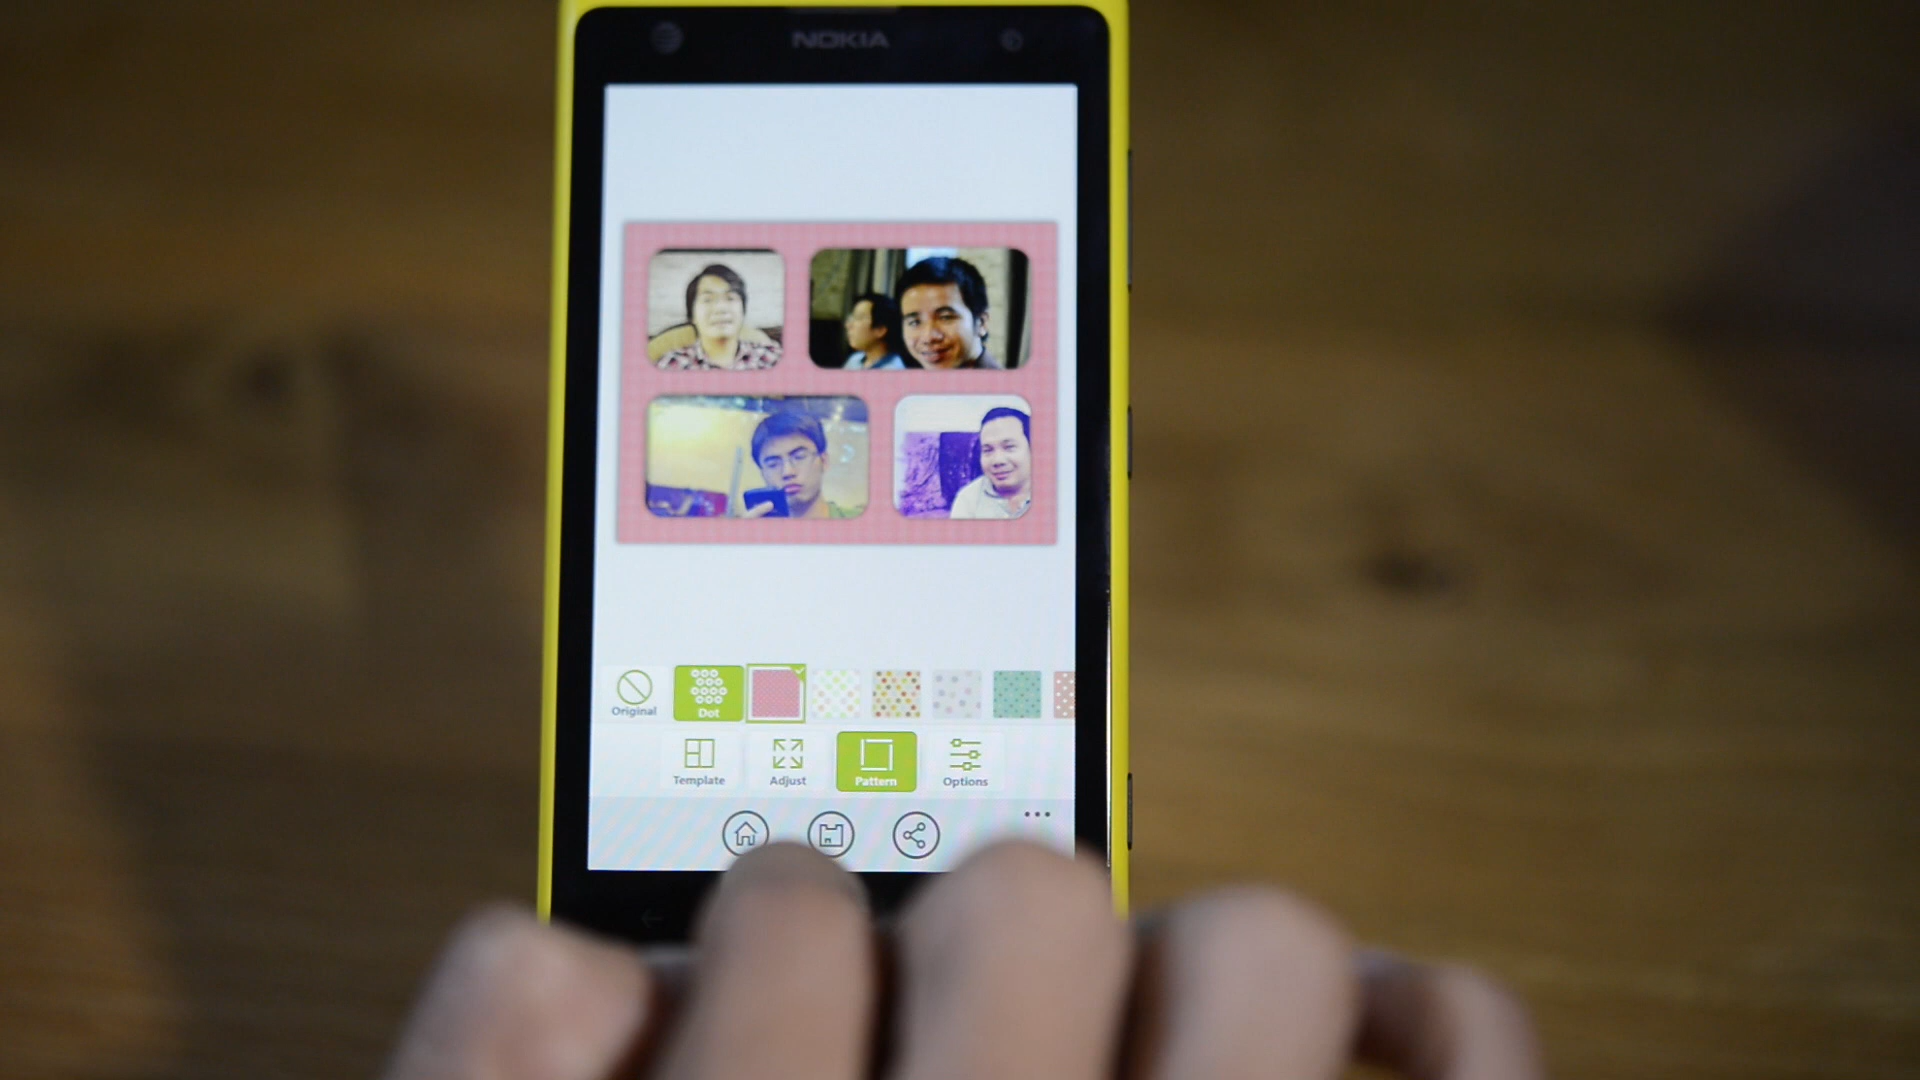 NOKIA
Original
Dot
Template
Adjust
Pattern
Options